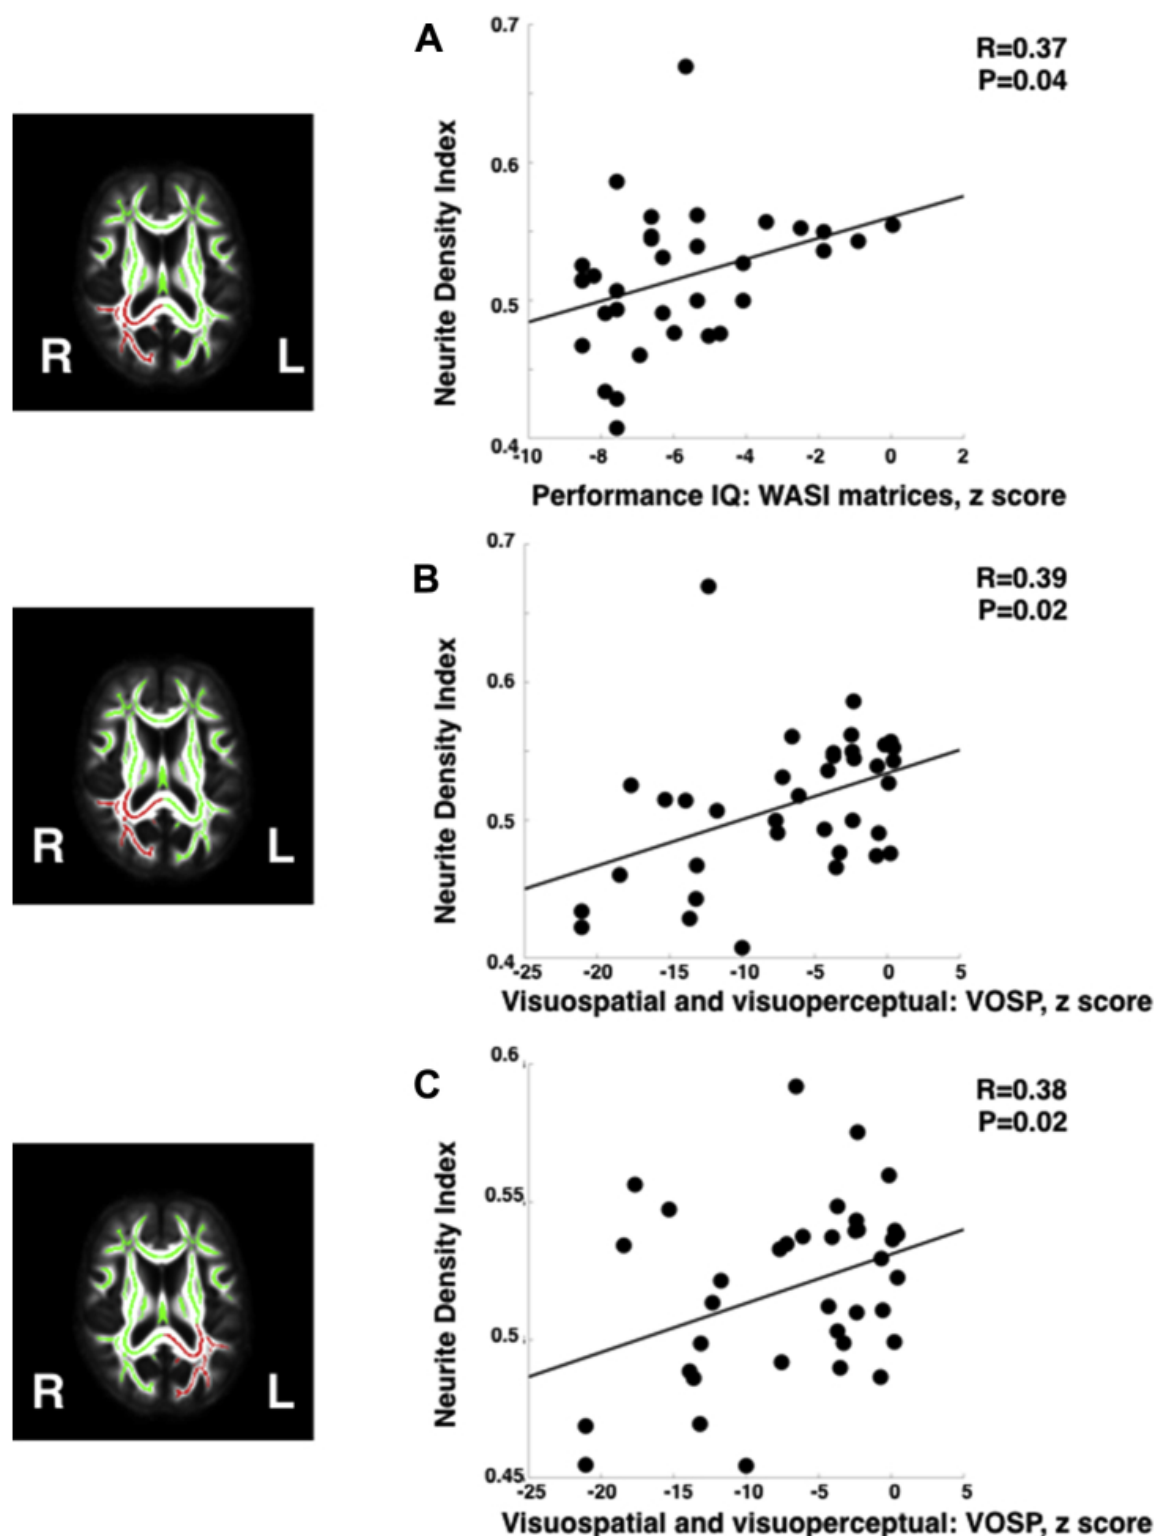 A
R=0.37
P=0.04
0.7
0.6
0.5
0.4
Neurite Density Index
-10 -8 -6 -4 -2 0 2
Performance IQ: WASI matrices, z score
R L
B
R=0.39
P=0.02
0.7
0.6
0.5
0.4
Neurite Density Index
-25 -20 -15 -10 -5 0 5
Visuospatial and visuoperceptual: VOSP, z score
R L
C
R=0.38
P=0.02
0.6
0.55
0.5
0.45
Neurite Density Index
-25 -20 -15 -10 -5 0 5
Visuospatial and visuoperceptual: VOSP, z score
R L